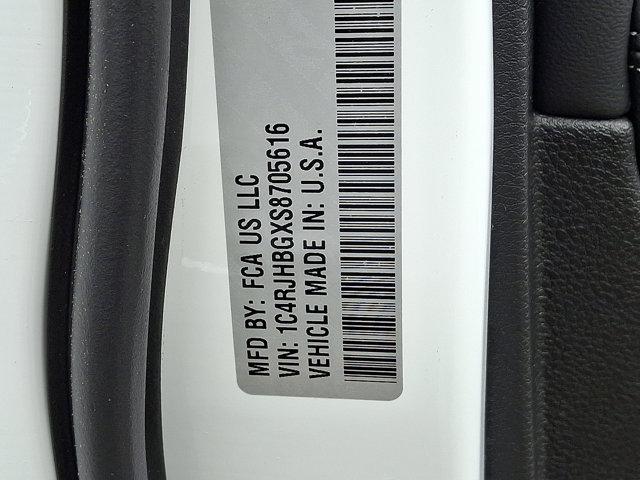 MFD BY: FCA US LLC
VIN: 1C4RJHBGXS8705616
VEHICLE MADE IN: U.S.A.